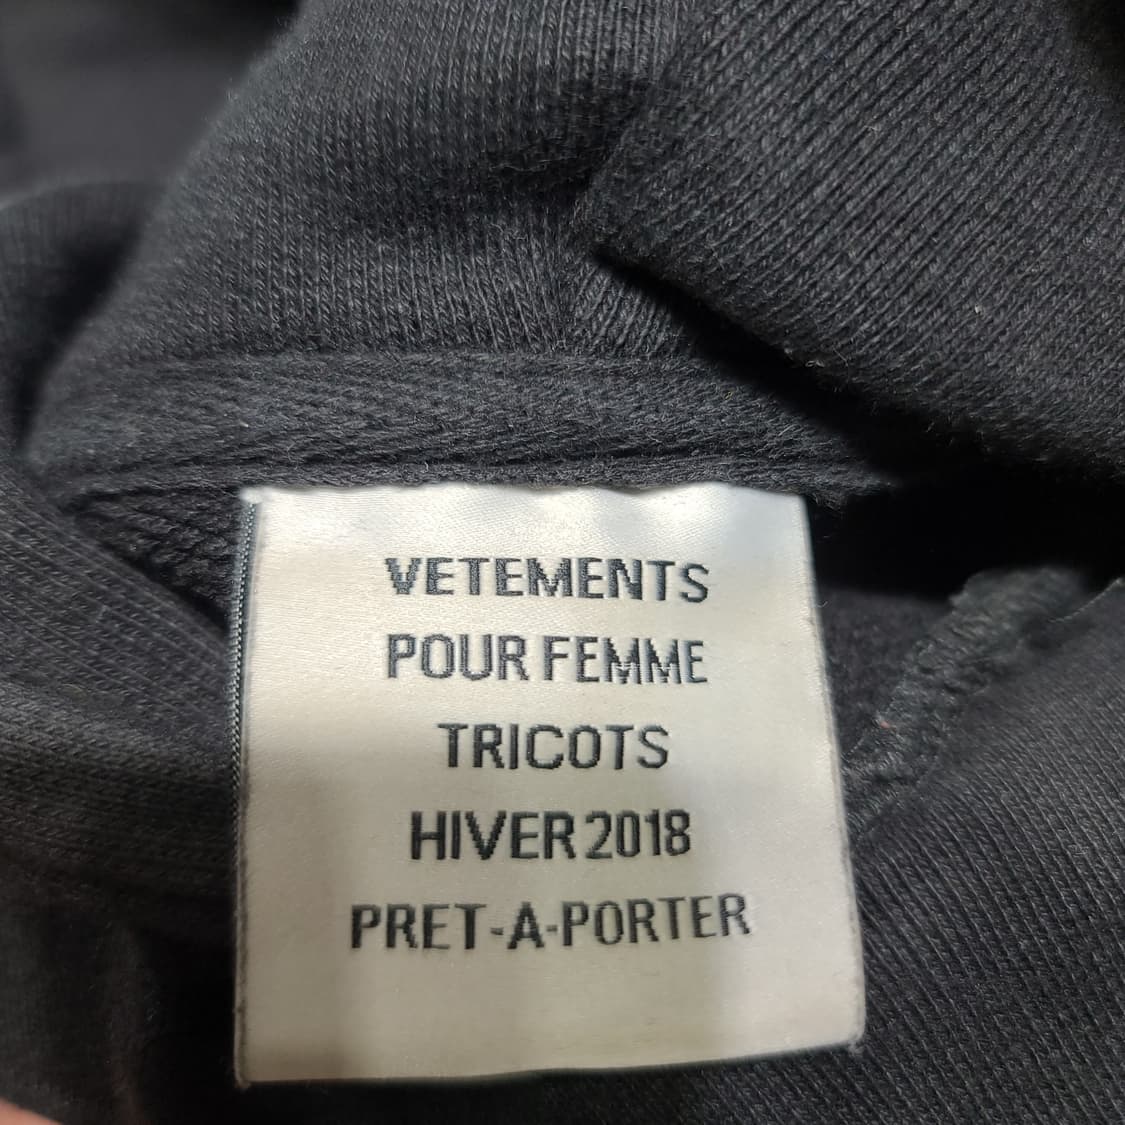 VETEMENTS
POUR FEMME
TRICOTS
HIVER 2018
PRET-A-PORTER